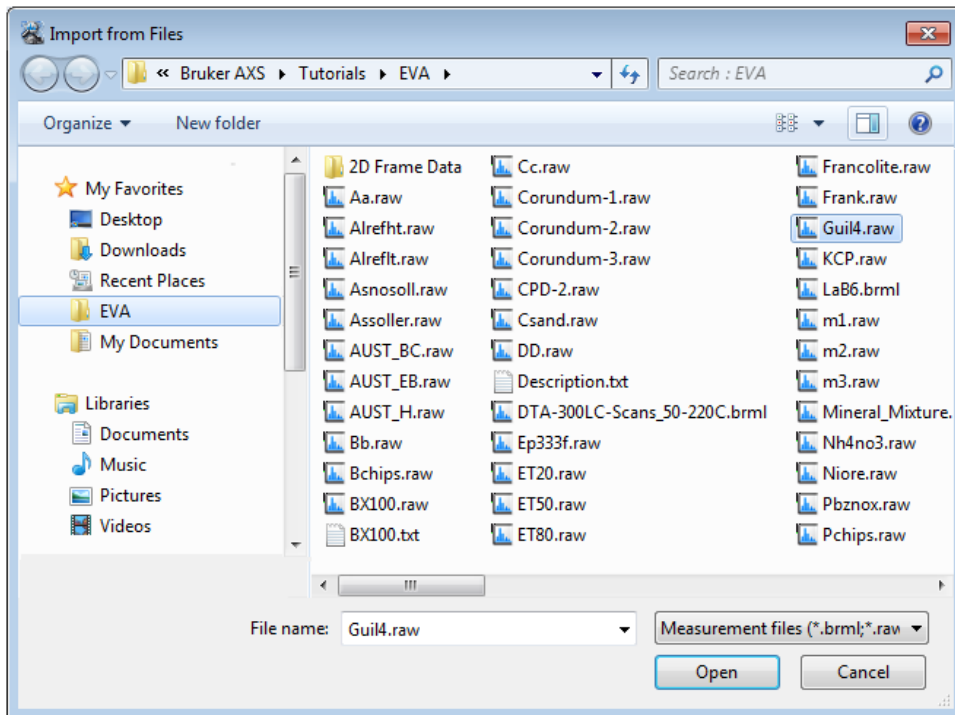 Import from Files
« Bruker AXS ▸ Tutorials ▸ EVA ▸
Search : EVA
Organize
New folder
My Favorites
Desktop
Downloads
Recent Places
EVA
My Documents
Libraries
Documents
Music
Pictures
Videos
2D Frame Data
Aa.raw
Alrefht.raw
Alreflt.raw
Asnosoll.raw
Assoller.raw
AUST_BC.raw
AUST_EB.raw
AUST_H.raw
Bb.raw
Bchips.raw
BX100.raw
BX100.txt
Cc.raw
Corundum-1.raw
Corundum-2.raw
Corundum-3.raw
CPD-2.raw
Csand.raw
DD.raw
Description.txt
DTA-300LC-Scans_50-220C.brml
Ep333f.raw
ET20.raw
ET50.raw
ET80.raw
Francolite.raw
Frank.raw
Guil4.raw
KCP.raw
LaB6.brml
m1.raw
m2.raw
m3.raw
Mineral_Mixture.
Nh4no3.raw
Niore.raw
Pbznox.raw
Pchips.raw
File name: Guil4.raw
Measurement files (*.brml;*.raw
Open
Cancel